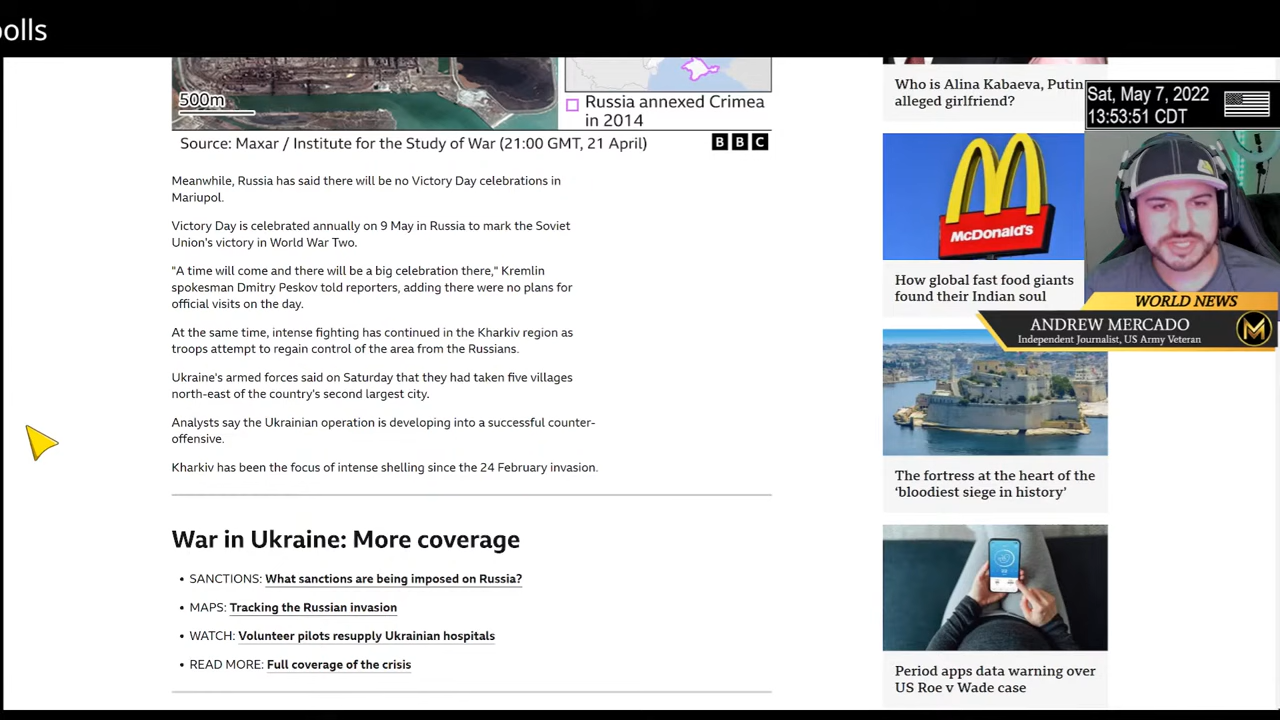 olls
500m
Russia annexed Crimea
in 2014
Source: Maxar / Institute for the Study of War (21:00 GMT, 21 April)
BBC
Meanwhile, Russia has said there will be no Victory Day celebrations in
Mariupol.
Victory Day is celebrated annually on 9 May in Russia to mark the Soviet
Union's victory in World War Two.
"A time will come and there will be a big celebration there," Kremlin
spokesman Dmitry Peskov told reporters, adding there were no plans for
official visits on the day.
At the same time, intense fighting has continued in the Kharkiv region as
troops attempt to regain control of the area from the Russians.
Ukraine's armed forces said on Saturday that they had taken five villages
north-east of the country's second largest city.
Analysts say the Ukrainian operation is developing into a successful counter-
offensive.
Kharkiv has been the focus of intense shelling since the 24 February invasion.
War in Ukraine: More coverage
• SANCTIONS: What sanctions are being imposed on Russia?
• MAPS: Tracking the Russian invasion
• WATCH: Volunteer pilots resupply Ukrainian hospitals
• READ MORE: Full coverage of the crisis
Who is Alina Kabaeva, Putin
alleged girlfriend?
McDonald's
How global fast food giants
found their Indian soul
The fortress at the heart of the
‘bloodiest siege in history’
Period apps data warning over
US Roe v Wade case
Sat, May 7, 2022
13:53:51 CDT
WORLD NEWS
ANDREW MERCADO
Independent Journalist, US Army Veteran
M